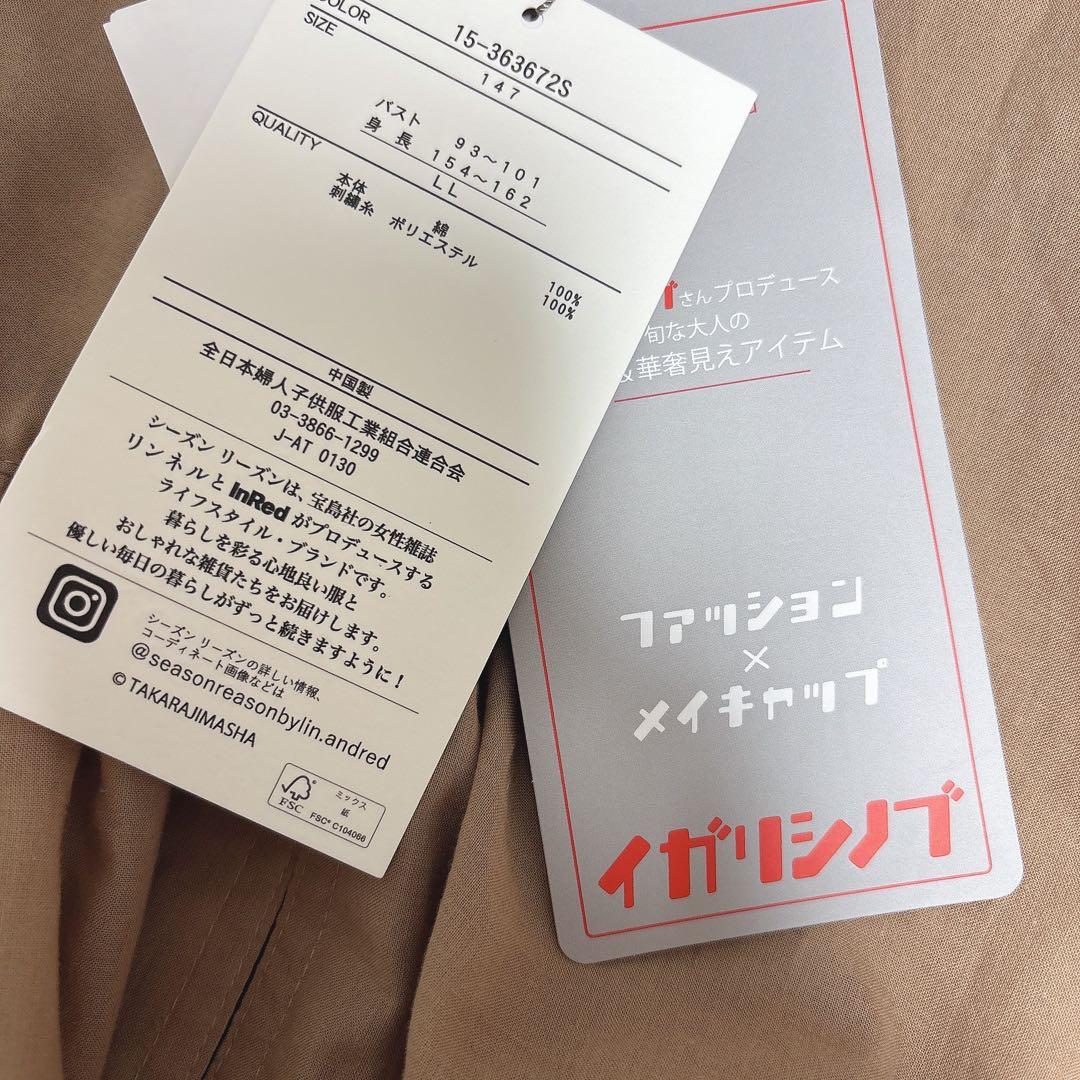 15-363672S
COLOR 147
SIZE
バスト 93～101
身長 154～162
LL
QUALITY
本体 綿 100%
刺繍糸 ポリエステル 100%
中国製
全日本婦人子供服工業組合連合会
03-3866-1299
J-AT 0130
シーズン リーズンは、宝島社の女性雑誌
リンネルと InRed がプロデュースする
ライフスタイル・ブランドです。
暮らしを彩る心地良い服と
おしゃれな雑貨たちをお届けします。
優しい毎日の暮らしがずっと続きますように！
シーズン リーズンの詳しい情報、
コーディネート画像などは
@seasonreasonbylin.andred
© TAKARAJIMASHA
FSC
ミックス
紙
FSC® C104066
ブさんプロデュース
旬な大人の
&華奢見えアイテム
ファッション
×
メイキャップ
イガリシノブ